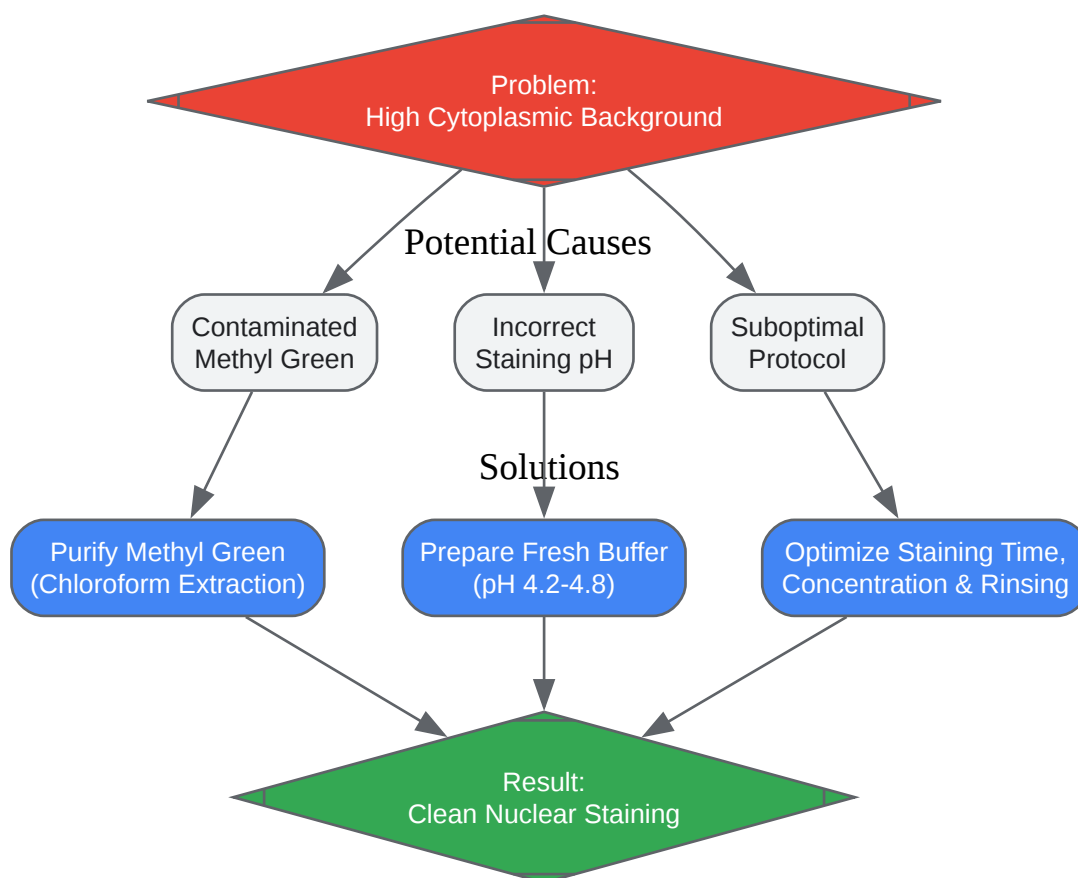 Problem:
High Cytoplasmic Background
Potential Causes
Contaminated
Methyl Green
Incorrect
Staining pH
Suboptimal
Protocol
Solutions
Purify Methyl Green
(Chloroform Extraction)
Prepare Fresh Buffer
(pH 4.2-4.8)
Optimize Staining Time,
Concentration & Rinsing
Result:
Clean Nuclear Staining